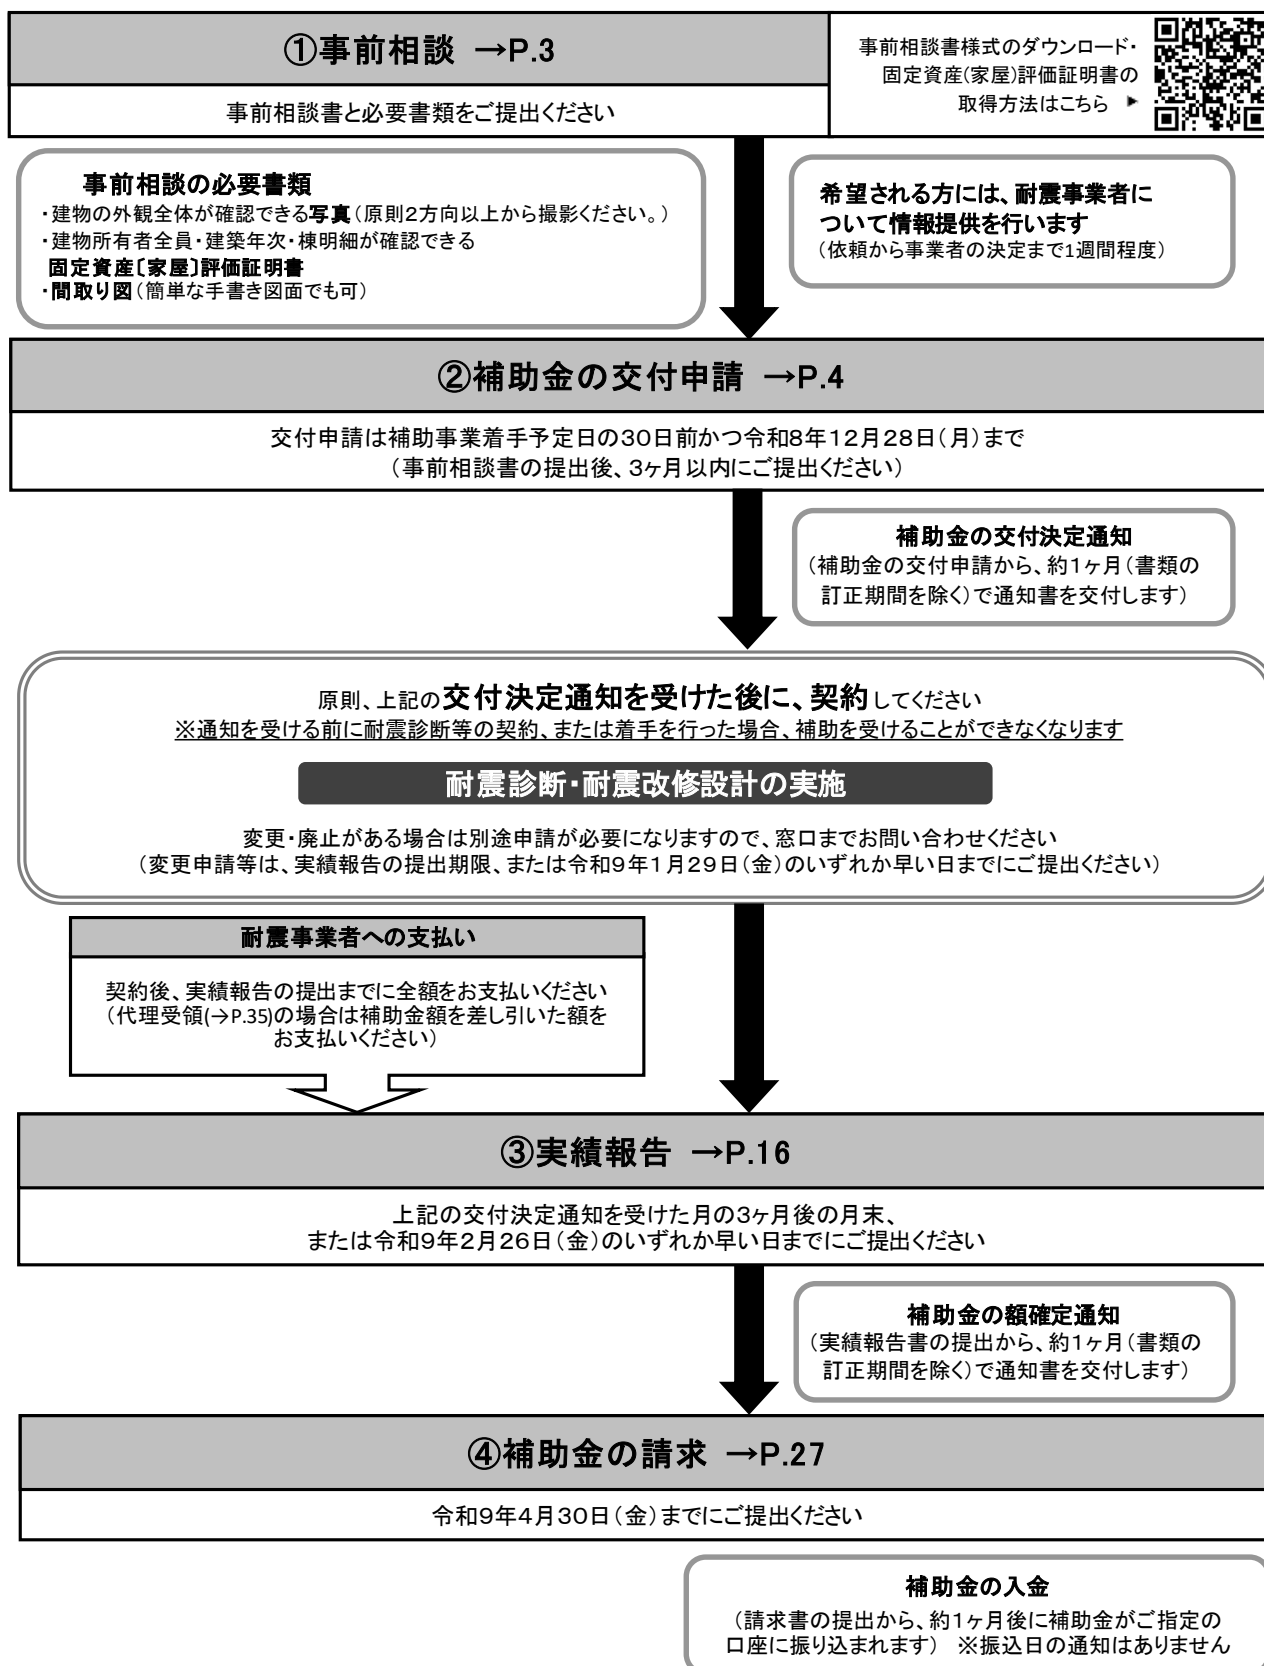 ①事前相談 →P.3
事前相談書と必要書類をご提出ください
事前相談書様式のダウンロード・
固定資産(家屋)評価証明書の
取得方法はこちら ▶
事前相談の必要書類
・建物の外観全体が確認できる写真（原則２方向以上から撮影ください。）
・建物所有者全員・建築年次・棟明細が確認できる
固定資産〔家屋〕評価証明書
・間取り図（簡単な手書き図面でも可）
希望される方には、耐震事業者に
ついて情報提供を行います
（依頼から事業者の決定まで1週間程度）
②補助金の交付申請 →P.4
交付申請は補助事業着手予定日の30日前かつ令和8年12月28日（月）まで
（事前相談書の提出後、3ヶ月以内にご提出ください）
補助金の交付決定通知
（補助金の交付申請から、約1ヶ月（書類の
訂正期間を除く）で通知書を交付します）
原則、上記の交付決定通知を受けた後に、契約してください
※通知を受ける前に耐震診断等の契約、または着手を行った場合、補助を受けることができなくなります
耐震診断・耐震改修設計の実施
変更・廃止がある場合は別途申請が必要になりますので、窓口までお問い合わせください
（変更申請等は、実績報告の提出期限、または令和9年1月29日（金）のいずれか早い日までにご提出ください）
耐震事業者への支払い
契約後、実績報告の提出までに全額をお支払いください
（代理受領(→P.35)の場合は補助金額を差し引いた額を
お支払いください）
③実績報告 →P.16
上記の交付決定通知を受けた月の3ヶ月後の月末、
または令和9年2月26日（金）のいずれか早い日までにご提出ください
補助金の額確定通知
（実績報告書の提出から、約1ヶ月（書類の
訂正期間を除く）で通知書を交付します）
④補助金の請求 →P.27
令和9年4月30日（金）までにご提出ください
補助金の入金
（請求書の提出から、約1ヶ月後に補助金がご指定の
口座に振り込まれます） ※振込日の通知はありません